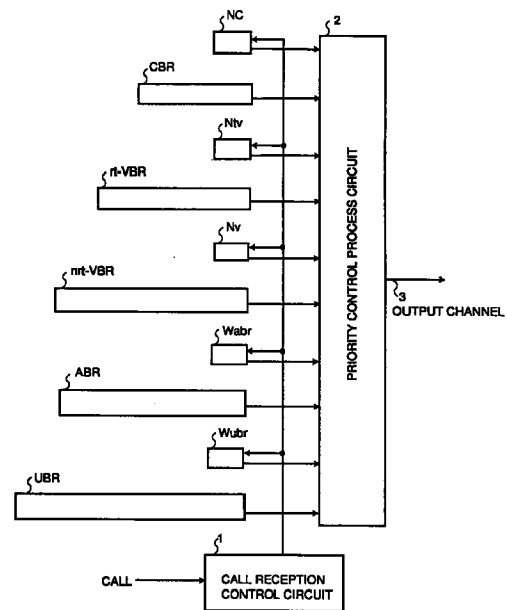 NC
2
CBR
Ntv
rt-VBR
Nv
nrt-VBR
PRIORITY CONTROL PROCESS CIRCUIT
3
OUTPUT CHANNEL
Wabr
ABR
Wubr
UBR
1
CALL
CALL RECEPTION
CONTROL CIRCUIT